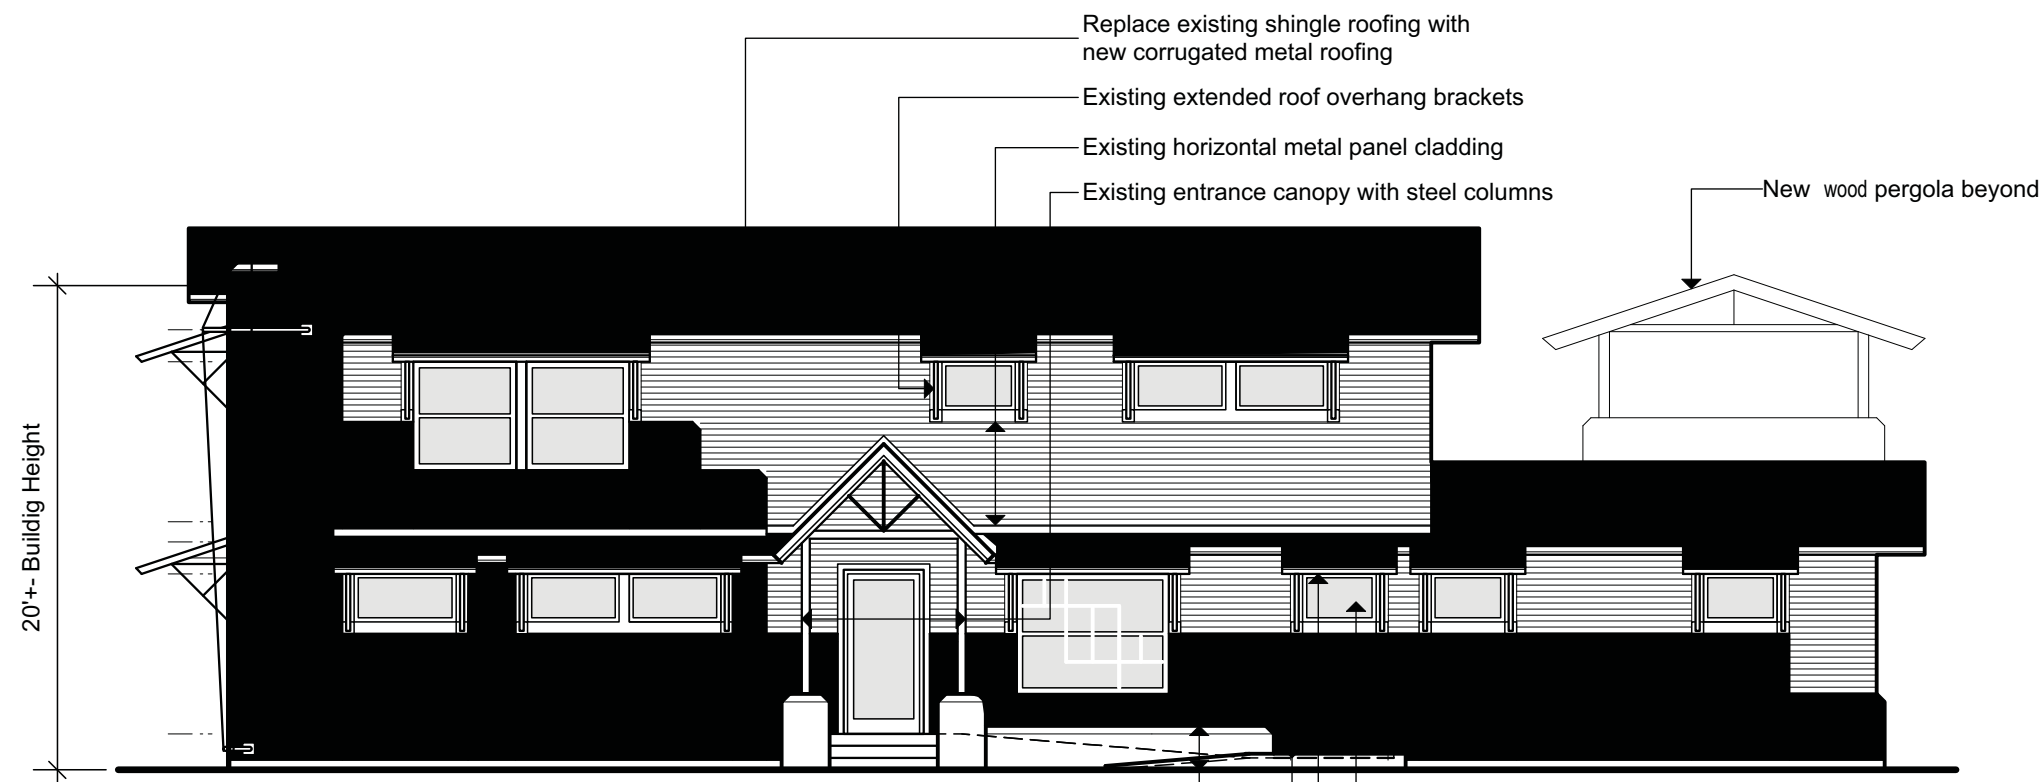 Replace existing shingle roofing with
new corrugated metal roofing
Existing extended roof overhang brackets
Existing horizontal metal panel cladding
Existing entrance canopy with steel columns
New wood pergola beyond
20'+- Buildig Height